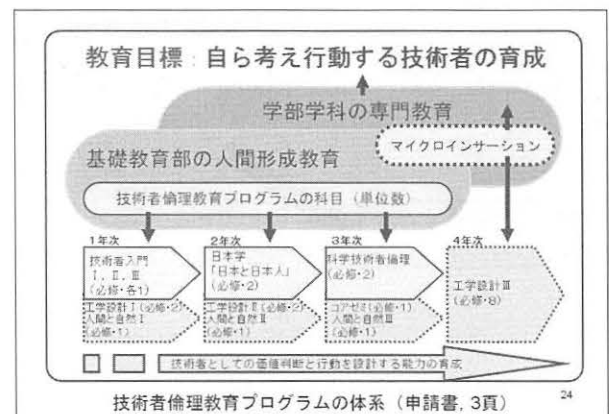 教育目標：自ら考え行動する技術者の育成
学部学科の専門教育
マイクロインサーション
基礎教育部の人間形成教育
技術者倫理教育プログラムの科目（単位数）
1年次
技術者入門
Ⅰ, Ⅱ, Ⅲ
(必修・各1)
工学設計Ⅰ(必修・2)
人間と自然Ⅰ
(必修・1)
2年次
日本学
「日本と日本人」
(必修・2)
工学設計Ⅱ(必修・2)
人間と自然Ⅱ
(必修・1)
3年次
科学技術者倫理
(必修・2)
コアゼミ(必修・1)
人間と自然Ⅲ
(必修・1)
4年次
工学設計Ⅲ
(必修・8)
技術者としての価値判断と行動を設計する能力の育成
24
技術者倫理教育プログラムの体系（申請書, 3頁）